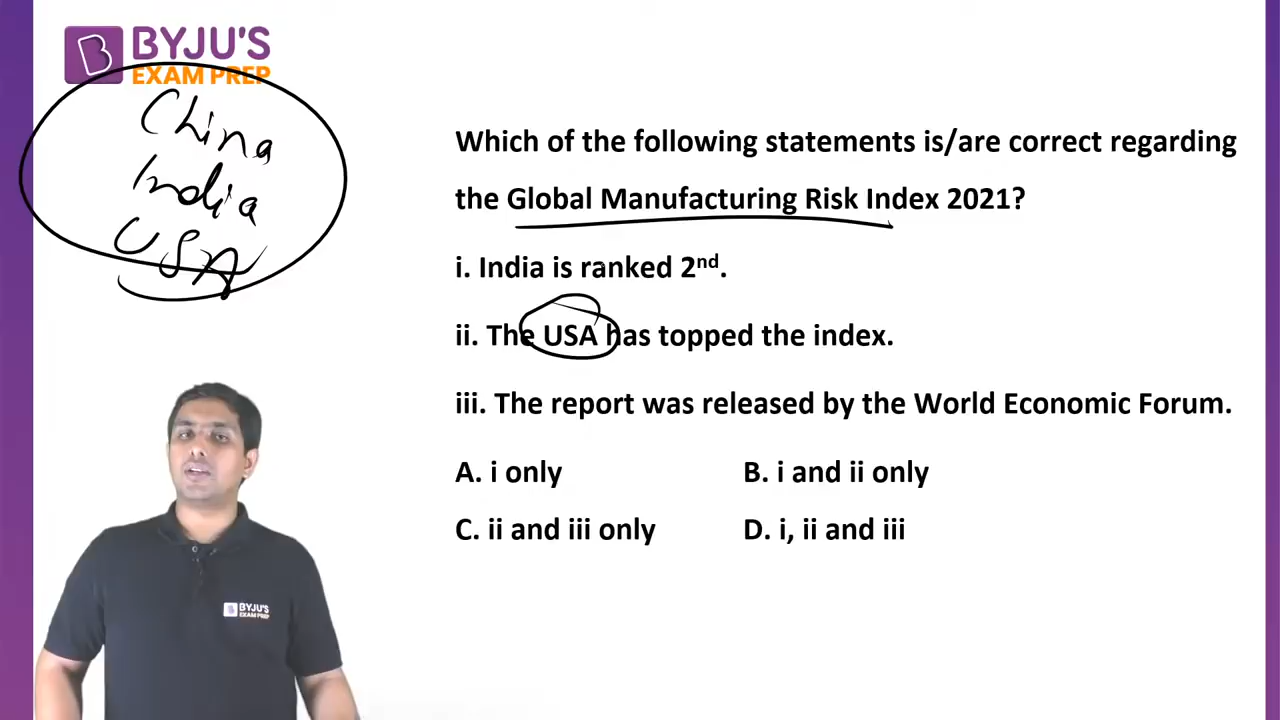 BYJU'S
EXAM PREP
China
India
USA
Which of the following statements is/are correct regarding
the Global Manufacturing Risk Index 2021?
i. India is ranked 2nd.
ii. The USA has topped the index.
iii. The report was released by the World Economic Forum.
A. i only
B. i and ii only
C. ii and iii only
D. i, ii and iii
BYJU'S
EXAM PREP